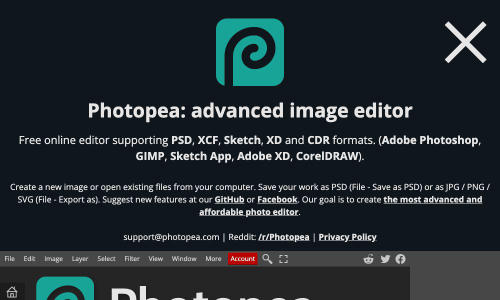 Photopea: advanced image editor
Free online editor supporting PSD, XCF, Sketch, XD and CDR formats. (Adobe Photoshop,
GIMP, Sketch App, Adobe XD, CorelDRAW).
Create a new image or open existing files from your computer. Save your work as PSD (File - Save as PSD) or as JPG / PNG /
SVG (File - Export as). Suggest new features at our GitHub or Facebook. Our goal is to create the most advanced and
affordable photo editor.
support@photopea.com | Reddit: /r/Photopea | Privacy Policy
File Edit Image Layer Select Filter View Window More Account
Photopea